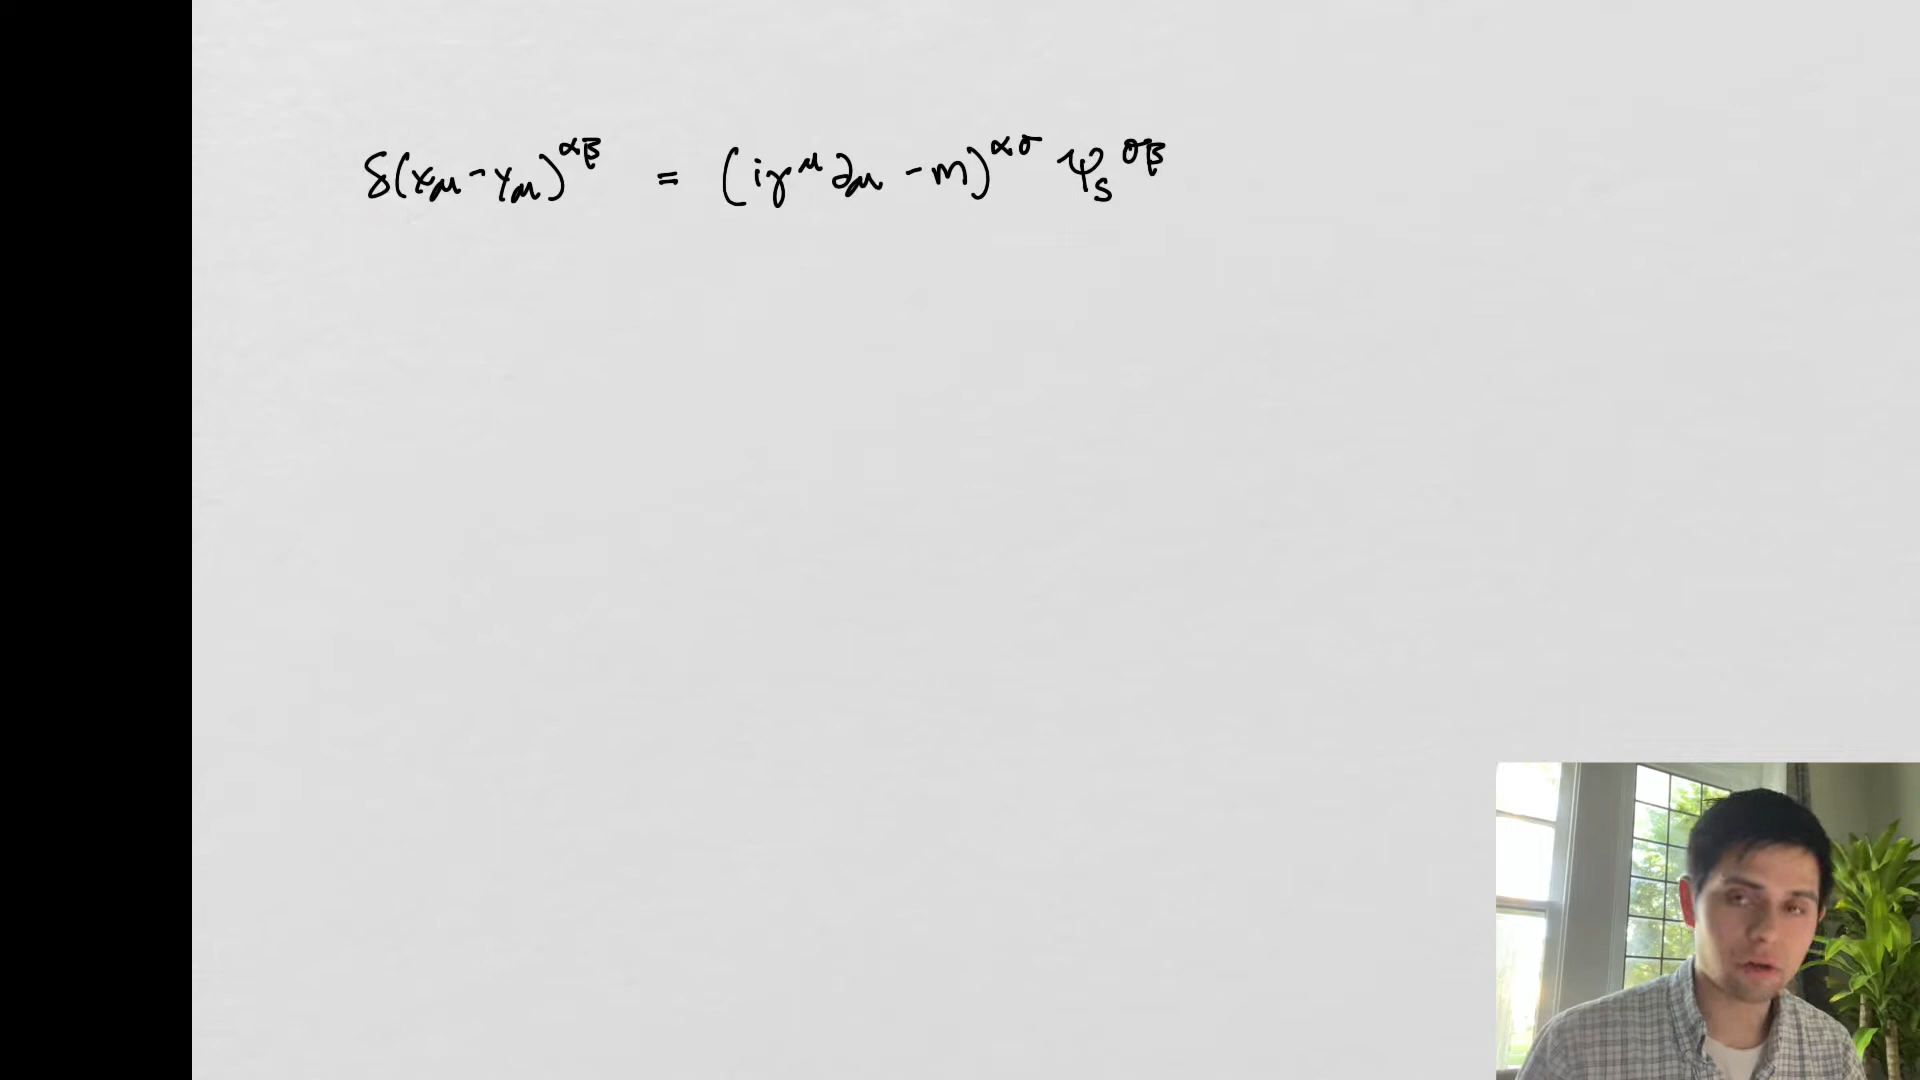 δ(xμ - yμ)^αβ = (iγ^μ ∂μ - m)^ασ ψs^σβ